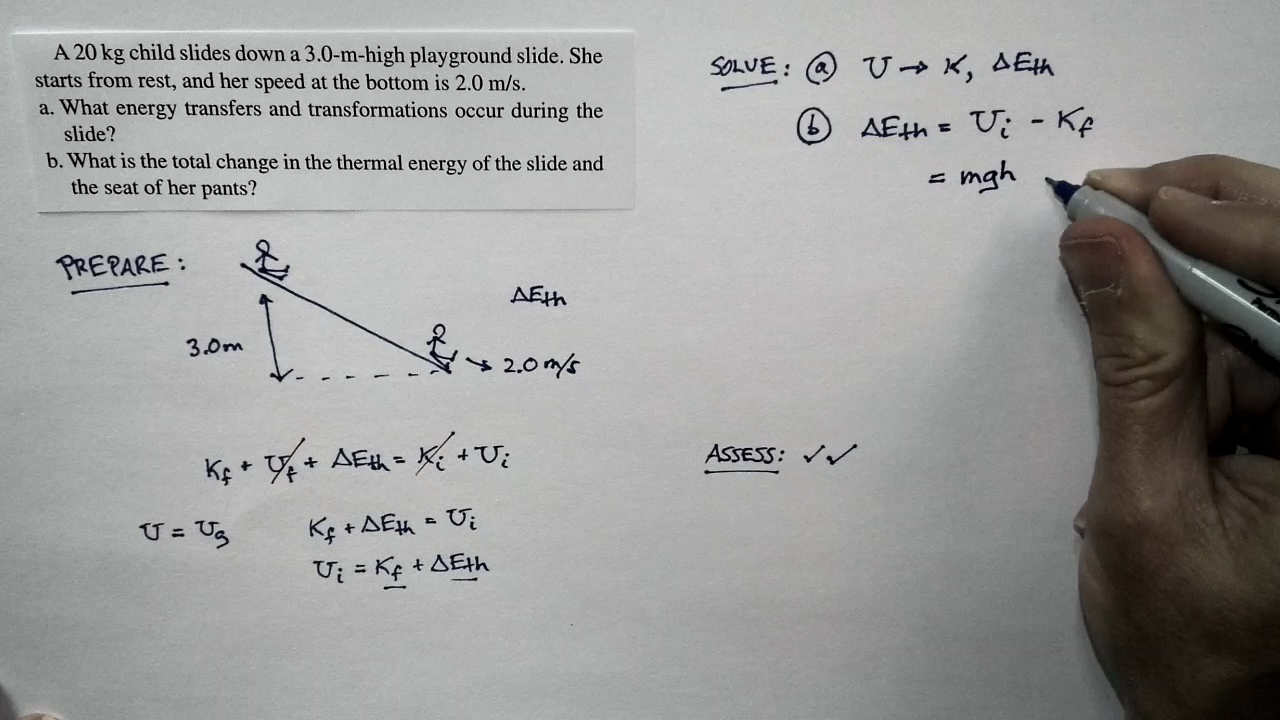 A 20 kg child slides down a 3.0-m-high playground slide. She
starts from rest, and her speed at the bottom is 2.0 m/s.
a. What energy transfers and transformations occur during the
slide?
b. What is the total change in the thermal energy of the slide and
the seat of her pants?
PREPARE:
3.0m
ΔEth
→ 2.0 m/s
Kf + Uf + ΔEth = Ki + Ui
U = Ug
Kf + ΔEth = Ui
Ui = Kf + ΔEth
SOLVE: (a) U → K, ΔEth
(b) ΔEth = Ui - Kf
= mgh
ASSESS: ✓✓